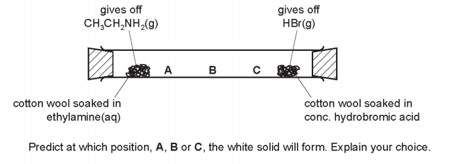 gives off
CH₃CH₂NH₂(g)
gives off
HBr(g)
A B C
cotton wool soaked in
ethylamine(aq)
cotton wool soaked in
conc. hydrobromic acid
Predict at which position, A, B or C, the white solid will form. Explain your choice.